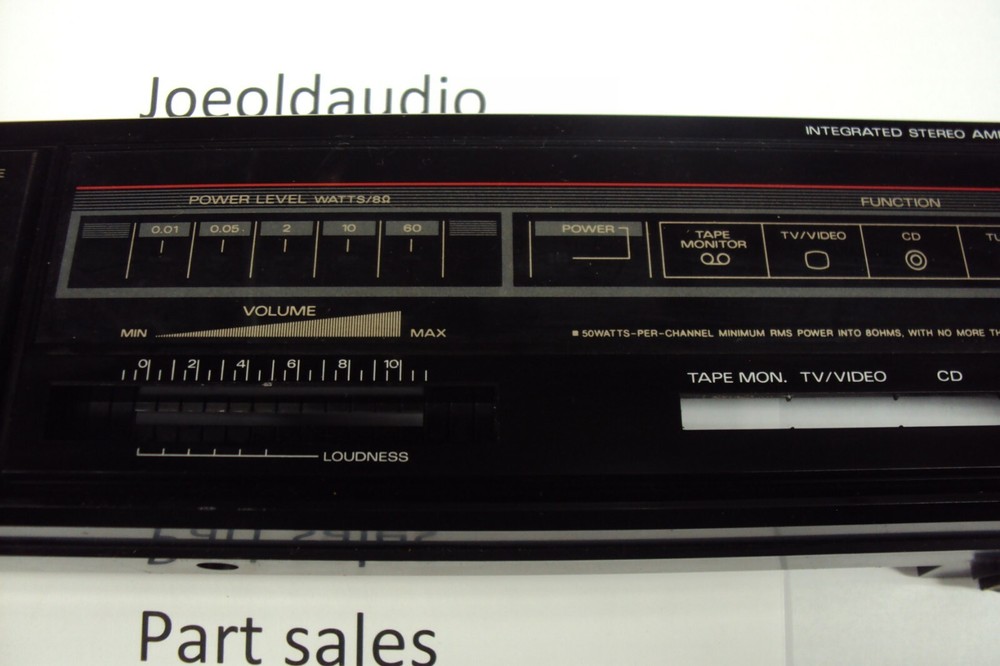 Joeoldaudio
INTEGRATED STEREO
POWER LEVEL WATTS/8Ω
FUNCTION
0.01 0.05 2 10 60
POWER
TAPE MONITOR
TV/VIDEO
CD
VOLUME
MIN MAX
■ 50WATTS-PER-CHANNEL MINIMUM RMS POWER INTO 8OHMS, WITH NO MORE
0 2 4 6 8 10
TAPE MON. TV/VIDEO CD
LOUDNESS
Part sales
Part sales